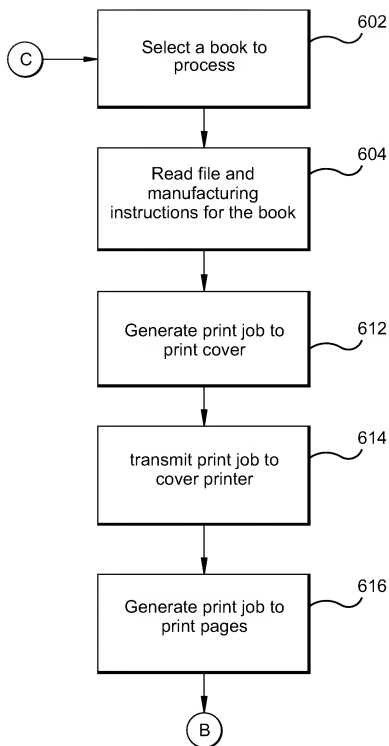 602
Select a book to
process
C
604
Read file and
manufacturing
instructions for the book
612
Generate print job to
print cover
614
transmit print job to
cover printer
616
Generate print job to
print pages
B